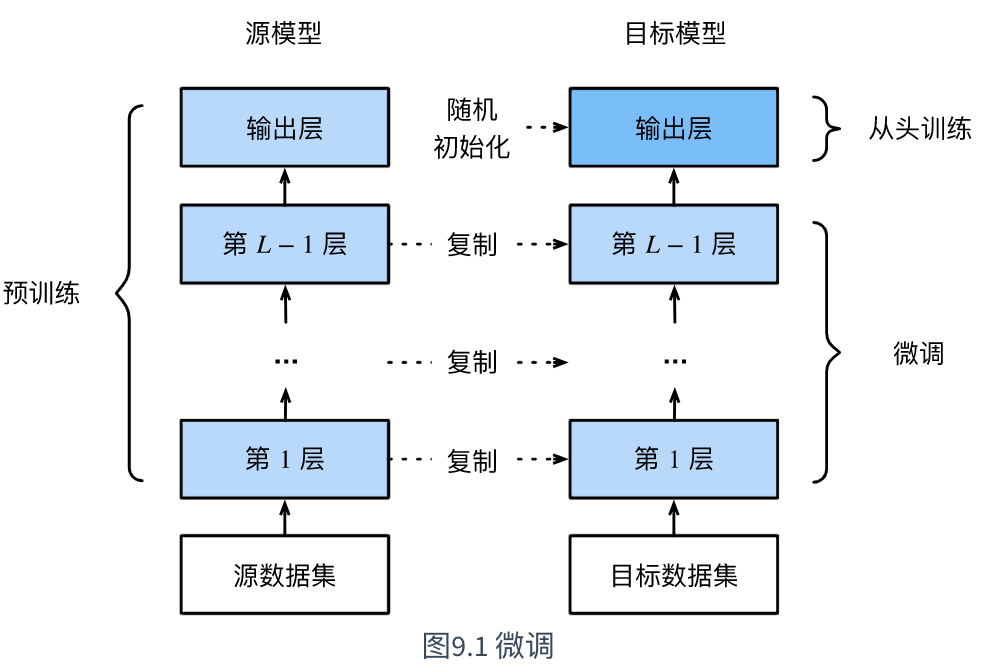 源模型
目标模型
输出层
随机
初始化
输出层
从头训练
第 L – 1 层
复制
第 L – 1 层
预训练
...
复制
...
微调
第 1 层
复制
第 1 层
源数据集
目标数据集
图9.1 微调